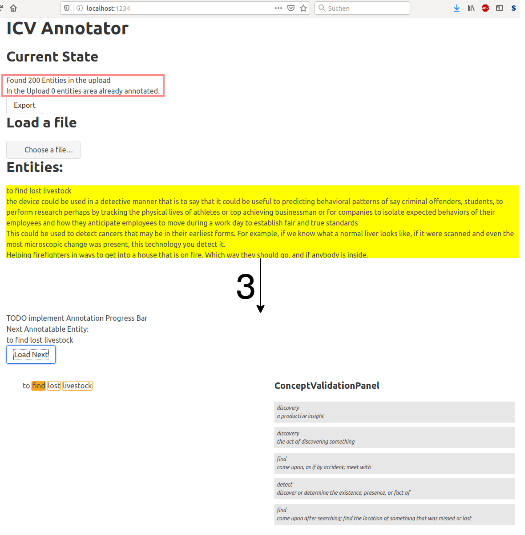 localhost:1234
Suchen
ICV Annotator
Current State
Found 200 Entities in the upload
In the Upload 0 entities area already annotated.
Export
Load a file
Choose a file...
Entities:
to find lost livestock
the device could be used in a detective manner that is to say that it could be useful to predicting behavioral patterns of say criminal offenders, students, to
perform research perhaps by tracking the physical lives of athletes or top achieving businessman or for companies to isolate expected behaviors of their
employees and how they anticipate employees to move during a work day to establish fair and true standards
This could be used to detect cancers that may be in their earliest forms. For example, if we know what a normal liver looks like, if it were scanned and even the
most microscopic change was present, this technology you detect it.
Helping firefighters in ways to get into a house that is on fire. Which way they should go, and if anybody is inside.
3
TODO implement Annotation Progress Bar
Next Annotatable Entity:
to find lost livestock
Load Next
to find lost livestock
ConceptValidationPanel
discovery
a productive insight
discovery
the act of discovering something
find
come upon, as if by accident; meet with
detect
discover or determine the existence, presence, or fact of
find
come upon after searching; find the location of something that was missed or lost